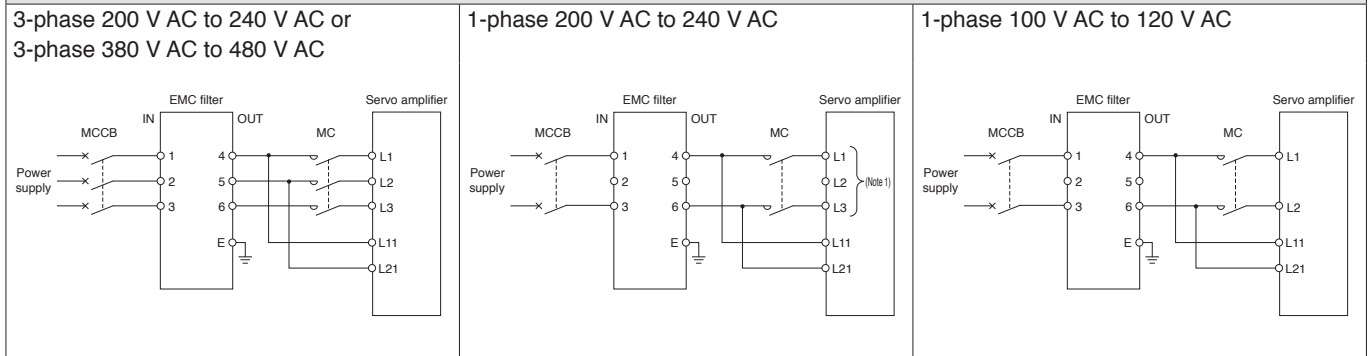 3-phase 200 V AC to 240 V AC or
3-phase 380 V AC to 480 V AC
EMC filter
Servo amplifier
IN
OUT
MCCB
MC
Power
supply
1
2
3
4
5
6
E
L1
L2
L3
L11
L21
1-phase 200 V AC to 240 V AC
EMC filter
Servo amplifier
IN
OUT
MCCB
MC
Power
supply
1
2
3
4
5
6
E
L1
L2
L3
(Note 1)
L11
L21
1-phase 100 V AC to 120 V AC
EMC filter
Servo amplifier
IN
OUT
MCCB
MC
Power
supply
1
2
3
4
5
6
E
L1
L2
L11
L21